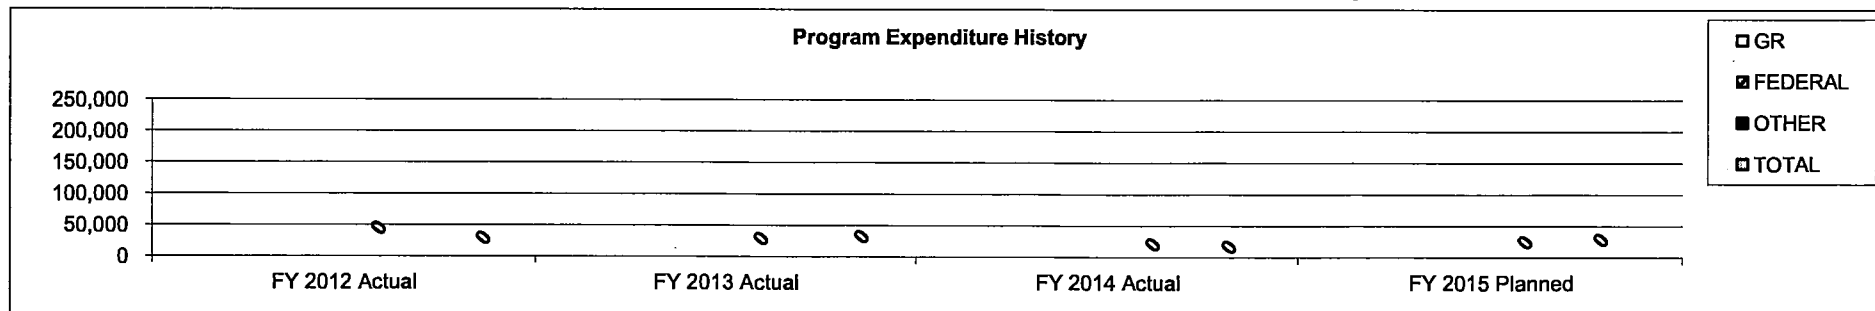 Program Expenditure History
GR
FEDERAL
OTHER
TOTAL
250,000
200,000
150,000
100,000
50,000
0
0 0 0 0 0 0 0 0
FY 2012 Actual FY 2013 Actual FY 2014 Actual FY 2015 Planned